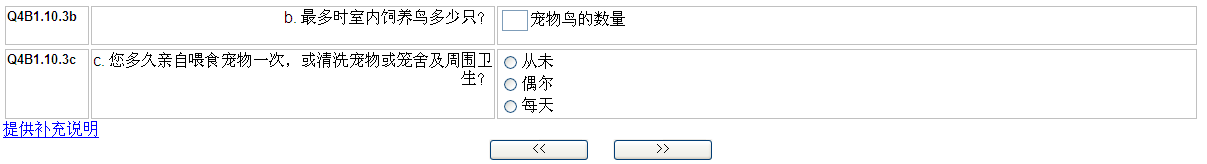 Q4B1.10.3b b. 最多时室内饲养鸟多少只？ 宠物鸟的数量
Q4B1.10.3c c. 您多久亲自喂食宠物一次，或清洗宠物或笼舍及周围卫
生？
从未
偶尔
每天
提供补充说明
<< >>